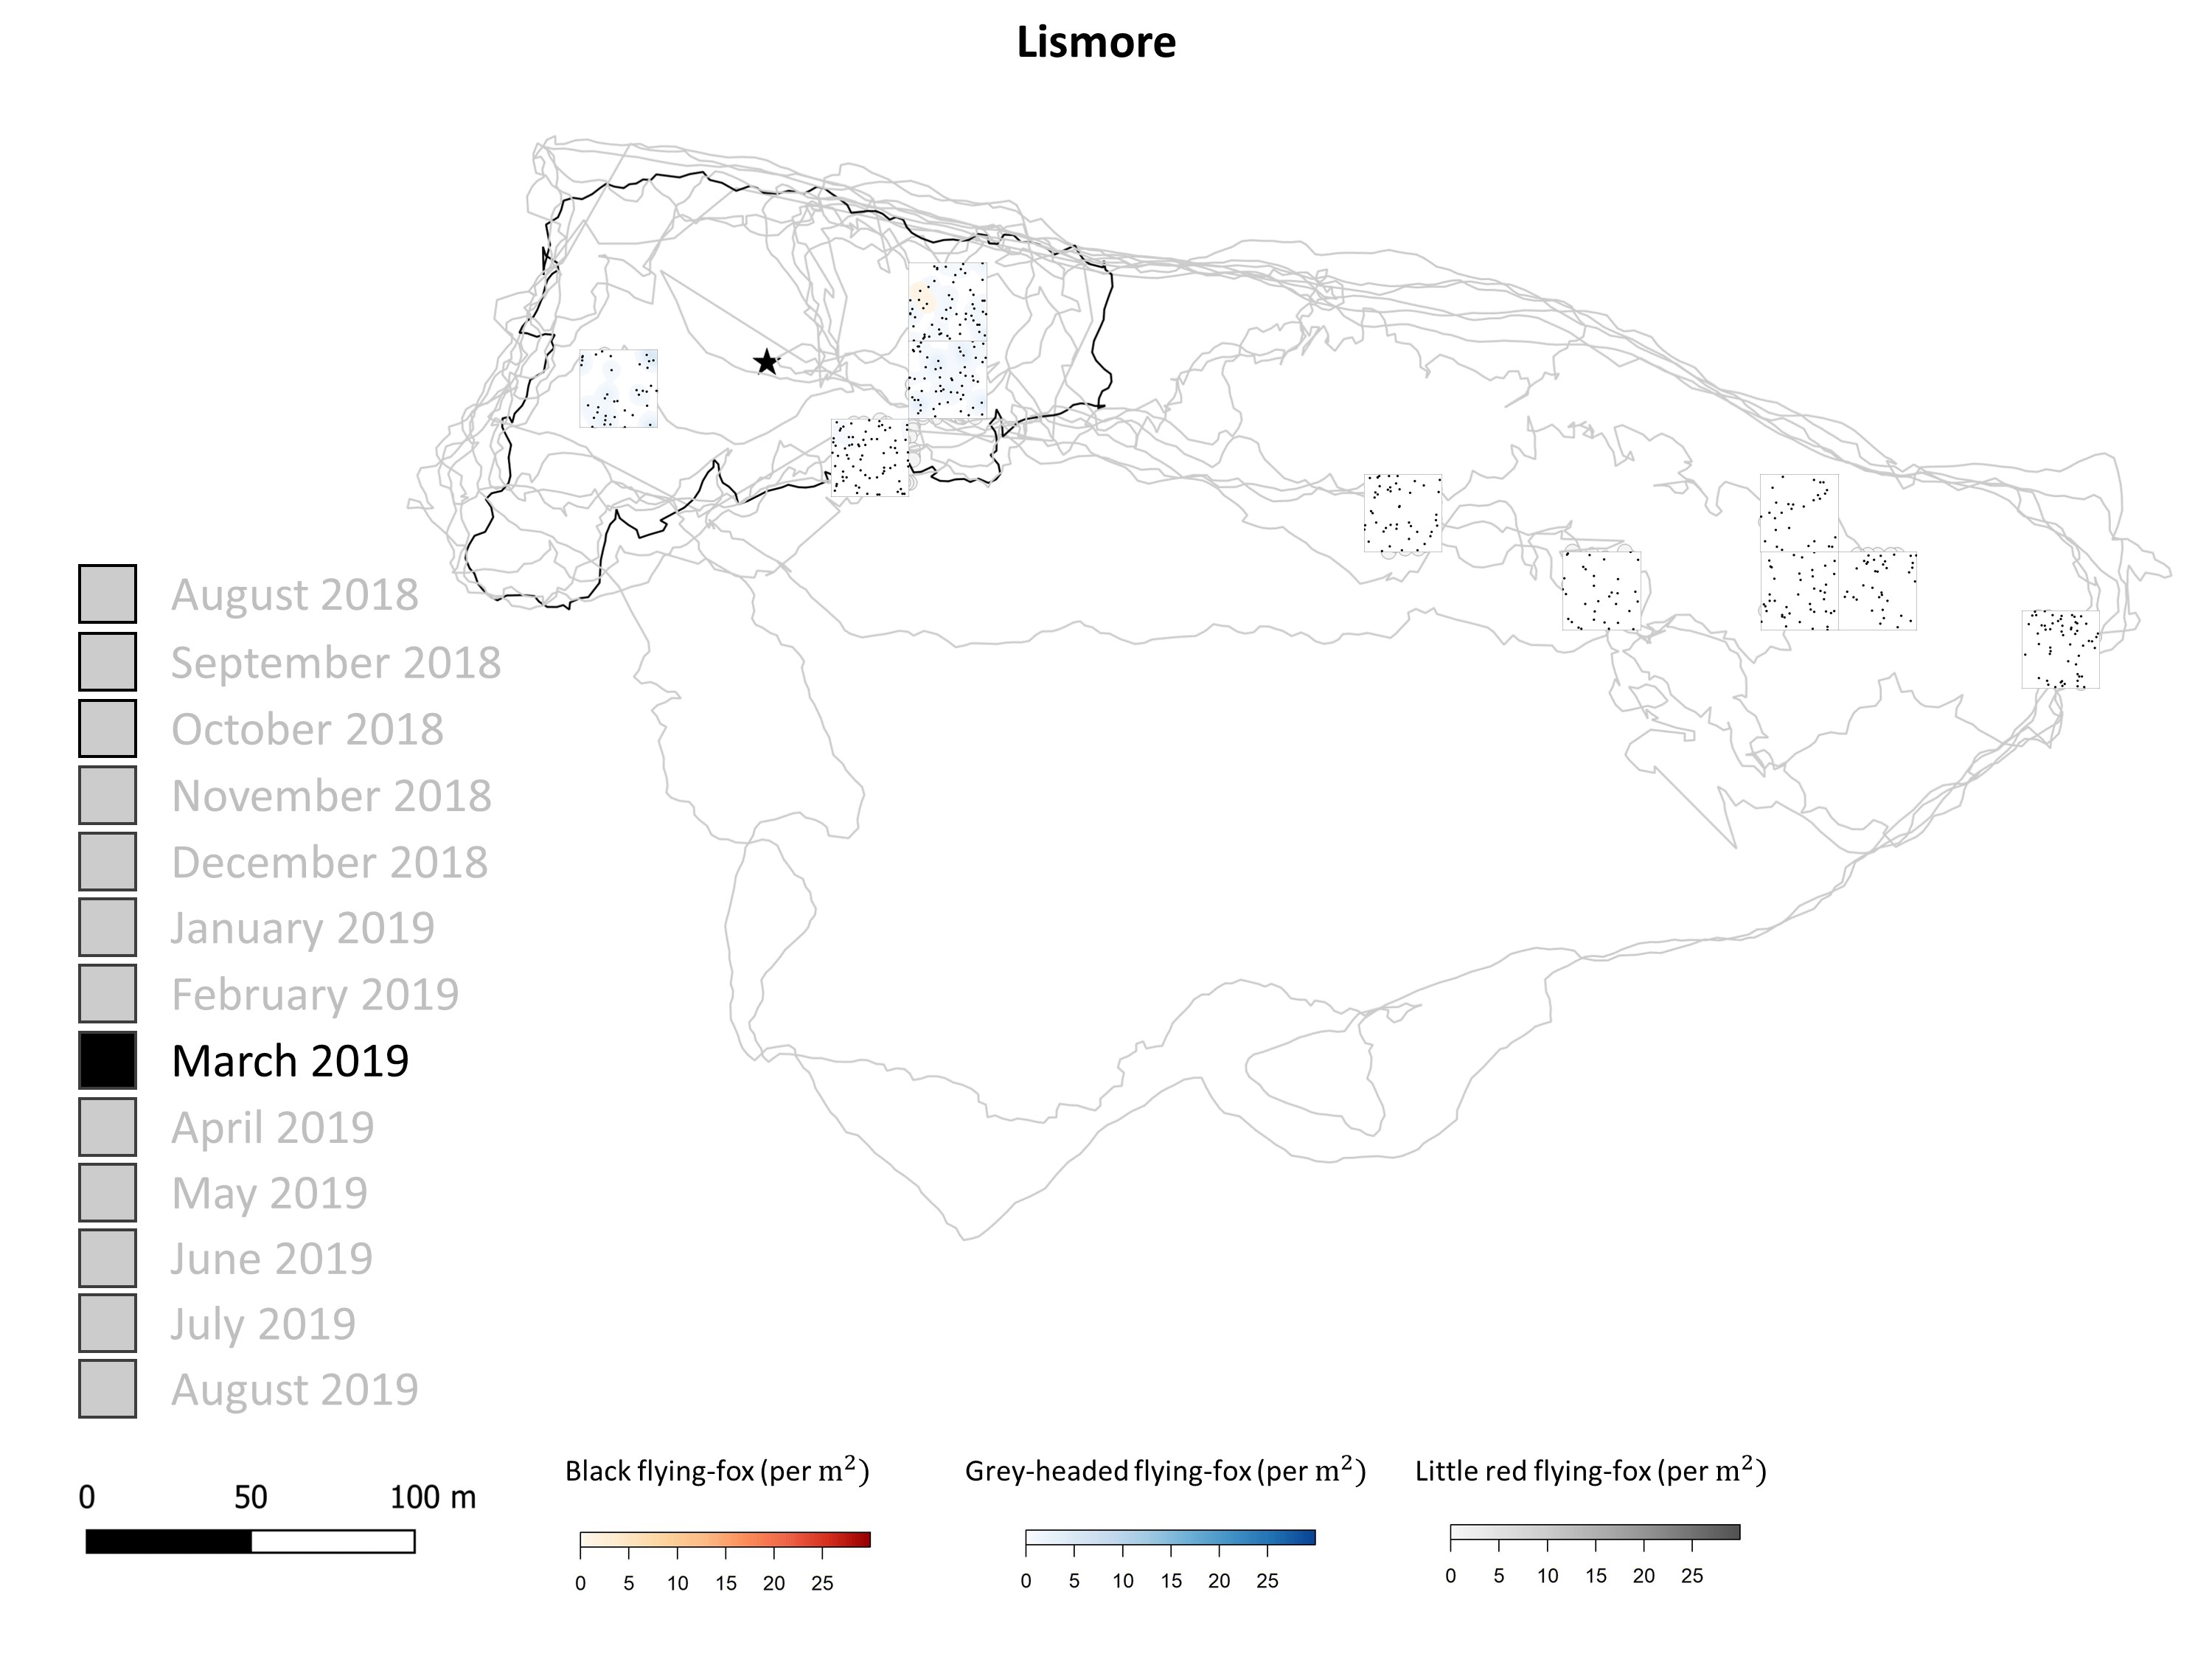 Lismore
August 2018
September 2018
October 2018
November 2018
December 2018
January 2019
February 2019
March 2019
April 2019
May 2019
June 2019
July 2019
August 2019
0 50 100 m
Black flying-fox (per m²)
0 5 10 15 20 25
Grey-headed flying-fox (per m²)
0 5 10 15 20 25
Little red flying-fox (per m²)
0 5 10 15 20 25